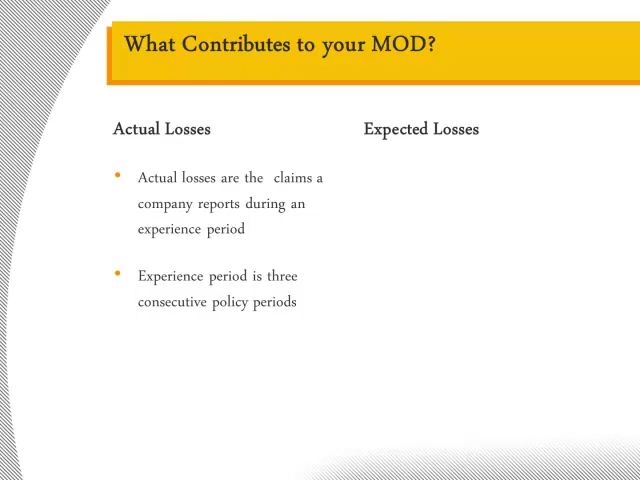 What Contributes to your MOD?
Actual Losses
Expected Losses
• Actual losses are the  claims a
company reports during an
experience period
• Experience period is three
consecutive policy periods